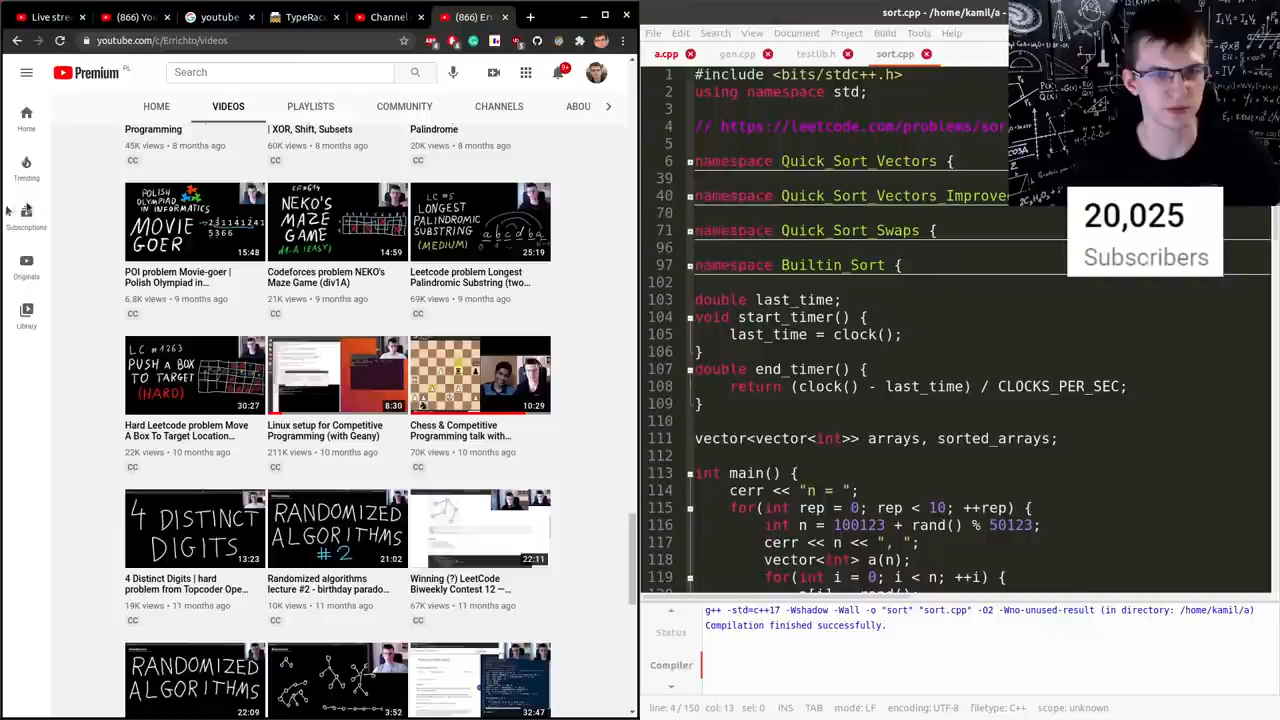 Live strea
(866) You
youtube
TypeRac
Channel
(866) Err
youtube.com/c/Errichto/videos
Premium PL
Search
9+
HOME VIDEOS PLAYLISTS COMMUNITY CHANNELS ABOU
Home
Trending
Subscriptions
Originals
Library
Programming
45K views • 8 months ago
CC
| XOR, Shift, Subsets
60K views • 8 months ago
CC
Palindrome
20K views • 8 months ago
CC
POLISH
OLYMPIAD
IN INFORMATICS
MOVIE
GOER
15:48
POI problem Movie-goer |
Polish Olympiad in…
6.8K views • 9 months ago
CC
NEKO'S
MAZE
GAME
14:59
Codeforces problem NEKO's
Maze Game (div1A)
21K views • 9 months ago
CC
LC #5
LONGEST
PALINDROMIC
SUBSTRING
(MEDIUM)
25:19
Leetcode problem Longest
Palindromic Substring (two…
69K views • 9 months ago
CC
LC #1263
PUSH A BOX
TO TARGET
(HARD)
30:27
Hard Leetcode problem Move
A Box To Target Location…
22K views • 10 months ago
CC
8:30
Linux setup for Competitive
Programming (with Geany)
211K views • 10 months ago
CC
10:29
Chess & Competitive
Programming talk with…
70K views • 10 months ago
CC
4 DISTINCT
DIGITS
13:23
4 Distinct Digits | hard
problem from Topcoder Ope…
19K views • 11 months ago
CC
RANDOMIZED
ALGORITHMS
#2
21:02
Randomized algorithms
lecture #2 - birthday parado…
10K views • 11 months ago
CC
22:11
Winning (?) LeetCode
Biweekly Contest 12 —…
67K views • 11 months ago
CC
RANDOMIZED
ALGORITHMS
22:09
3:52
32:47
sort.cpp - /home/kamil/a -
File Edit Search View Document Project Build Tools Help
a.cpp gen.cpp testlib.h sort.cpp
1 #include <bits/stdc++.h>
2 using namespace std;
3
4 // https://leetcode.com/problems/sor
5
6 namespace Quick_Sort_Vectors {
39
40 namespace Quick_Sort_Vectors_Improve
70
71 namespace Quick_Sort_Swaps {
96
97 namespace Builtin_Sort {
102
103 double last_time;
104 void start_timer() {
105 last_time = clock();
106 }
107 double end_timer() {
108 return (clock() - last_time) / CLOCKS_PER_SEC;
109 }
110
111 vector<vector<int>> arrays, sorted_arrays;
112
113 int main() {
114 cerr << "n = ";
115 for(int rep = 0; rep < 10; ++rep) {
116 int n = 100123 + rand() % 50123;
117 cerr << n << ", ";
118 vector<int> a(n);
119 for(int i = 0; i < n; ++i) {
20,025
Subscribers
Status
Compiler
g++ -std=c++17 -Wshadow -Wall -o "sort" "sort.cpp" -O2 -Wno-unused-result (in directory: /home/kamil/a)
Compilation finished successfully.
line: 4 / 150 col: 13 sel: 0 INS TAB mode: LF encoding: UTF-8 filetype: C++ scope: unknown